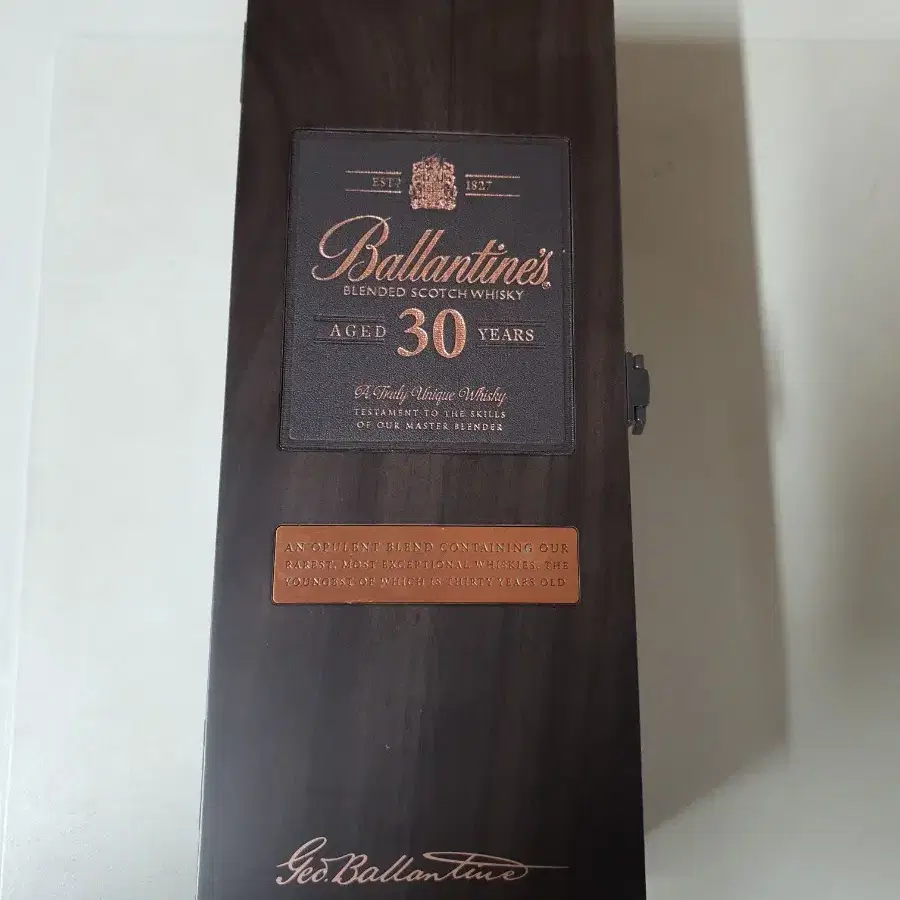 ESTD 1827
Ballantine's
BLENDED SCOTCH WHISKY
AGED 30 YEARS
A Truly Unique Whisky
TESTAMENT TO THE SKILLS
OF OUR MASTER BLENDER
AN OPULENT BLEND CONTAINING OUR
RAREST, MOST EXCEPTIONAL WHISKIES, THE
YOUNGEST OF WHICH IS THIRTY YEARS OLD
Geo. Ballantine